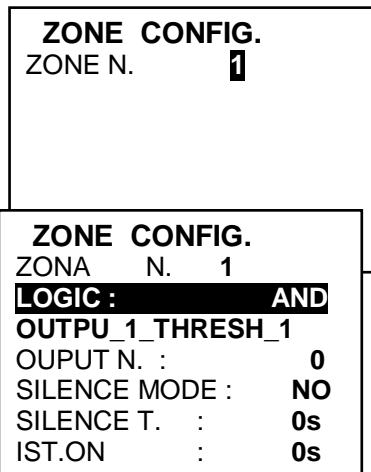 ZONE CONFIG.
ZONE N. 1
ZONE CONFIG.
ZONA N. 1
LOGIC : AND
OUTPU_1_THRESH_1
OUPUT N. : 0
SILENCE MODE : NO
SILENCE T. : 0s
IST.ON : 0s